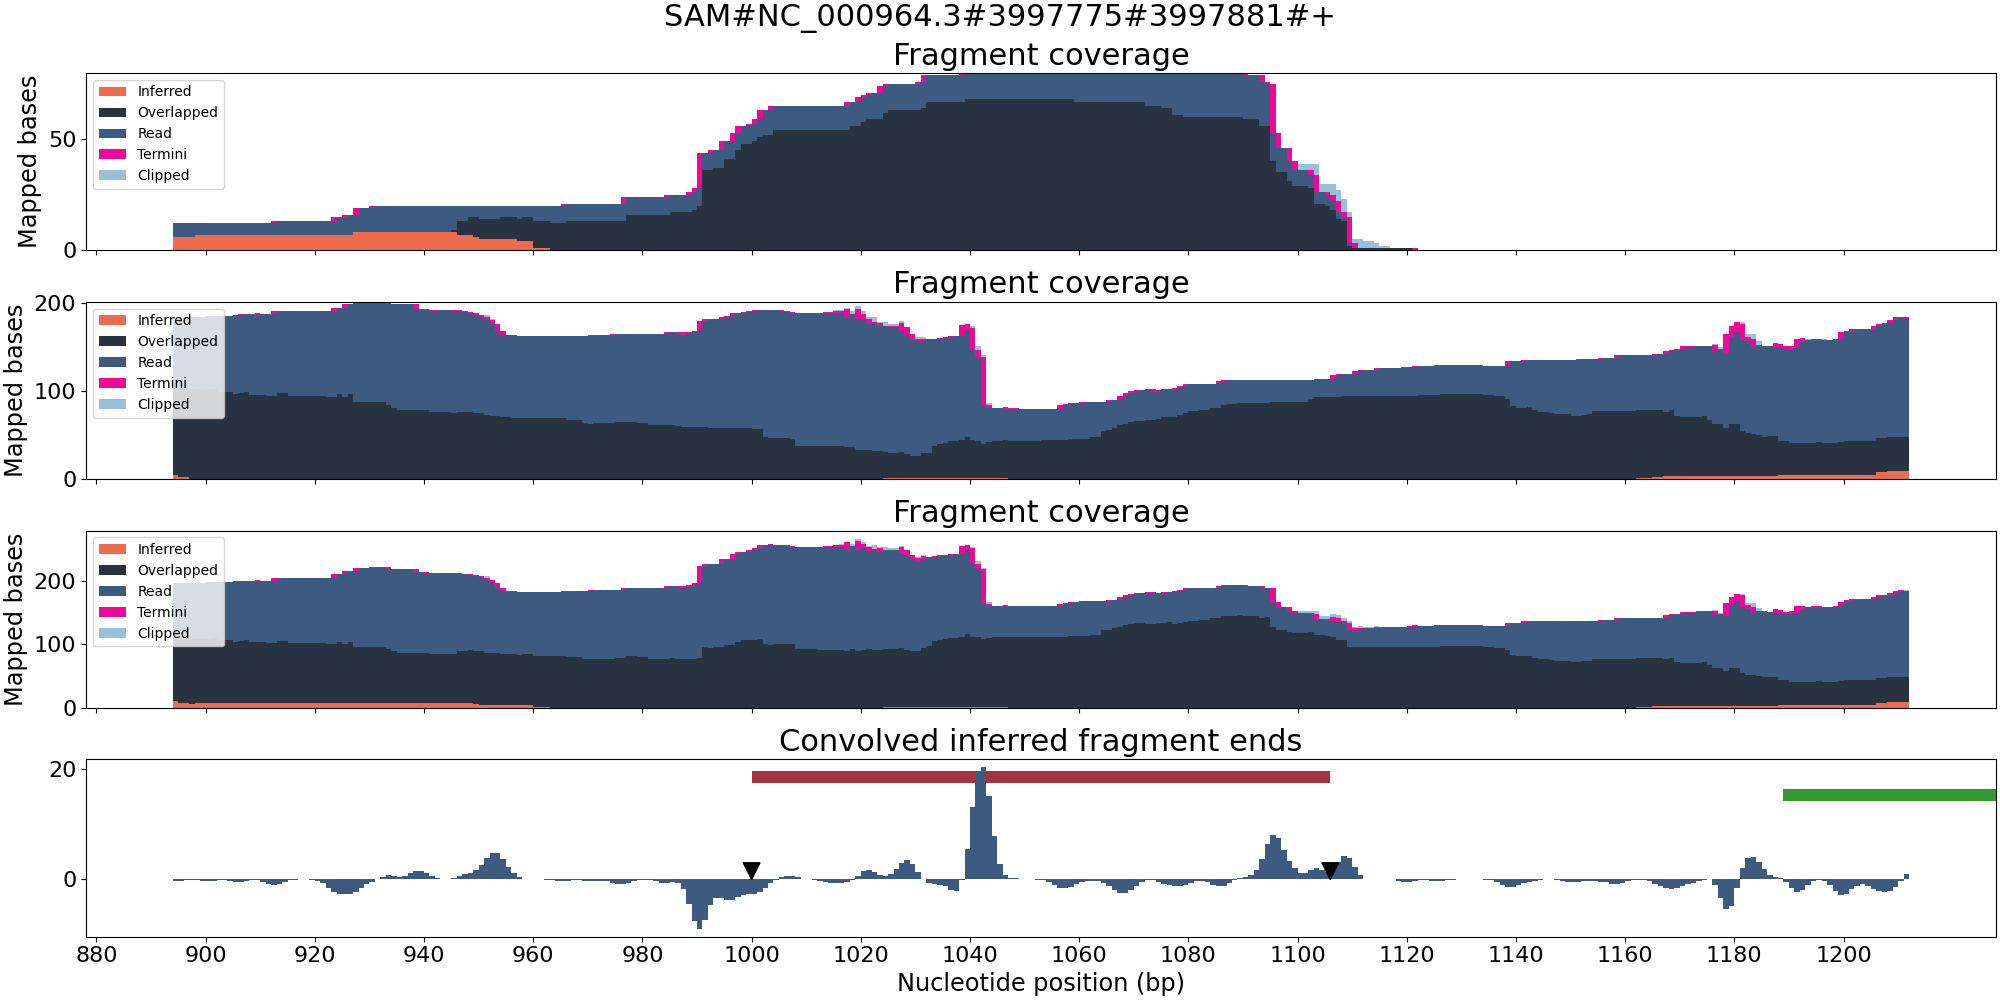 SAM#NC_000964.3#3997775#3997881#+
Fragment coverage
Mapped bases
50
0
Inferred
Overlapped
Read
Termini
Clipped
Fragment coverage
Mapped bases
200
100
0
Inferred
Overlapped
Read
Termini
Clipped
Fragment coverage
Mapped bases
200
100
0
Inferred
Overlapped
Read
Termini
Clipped
Convolved inferred fragment ends
20
0
880 900 920 940 960 980 1000 1020 1040 1060 1080 1100 1120 1140 1160 1180 1200
Nucleotide position (bp)